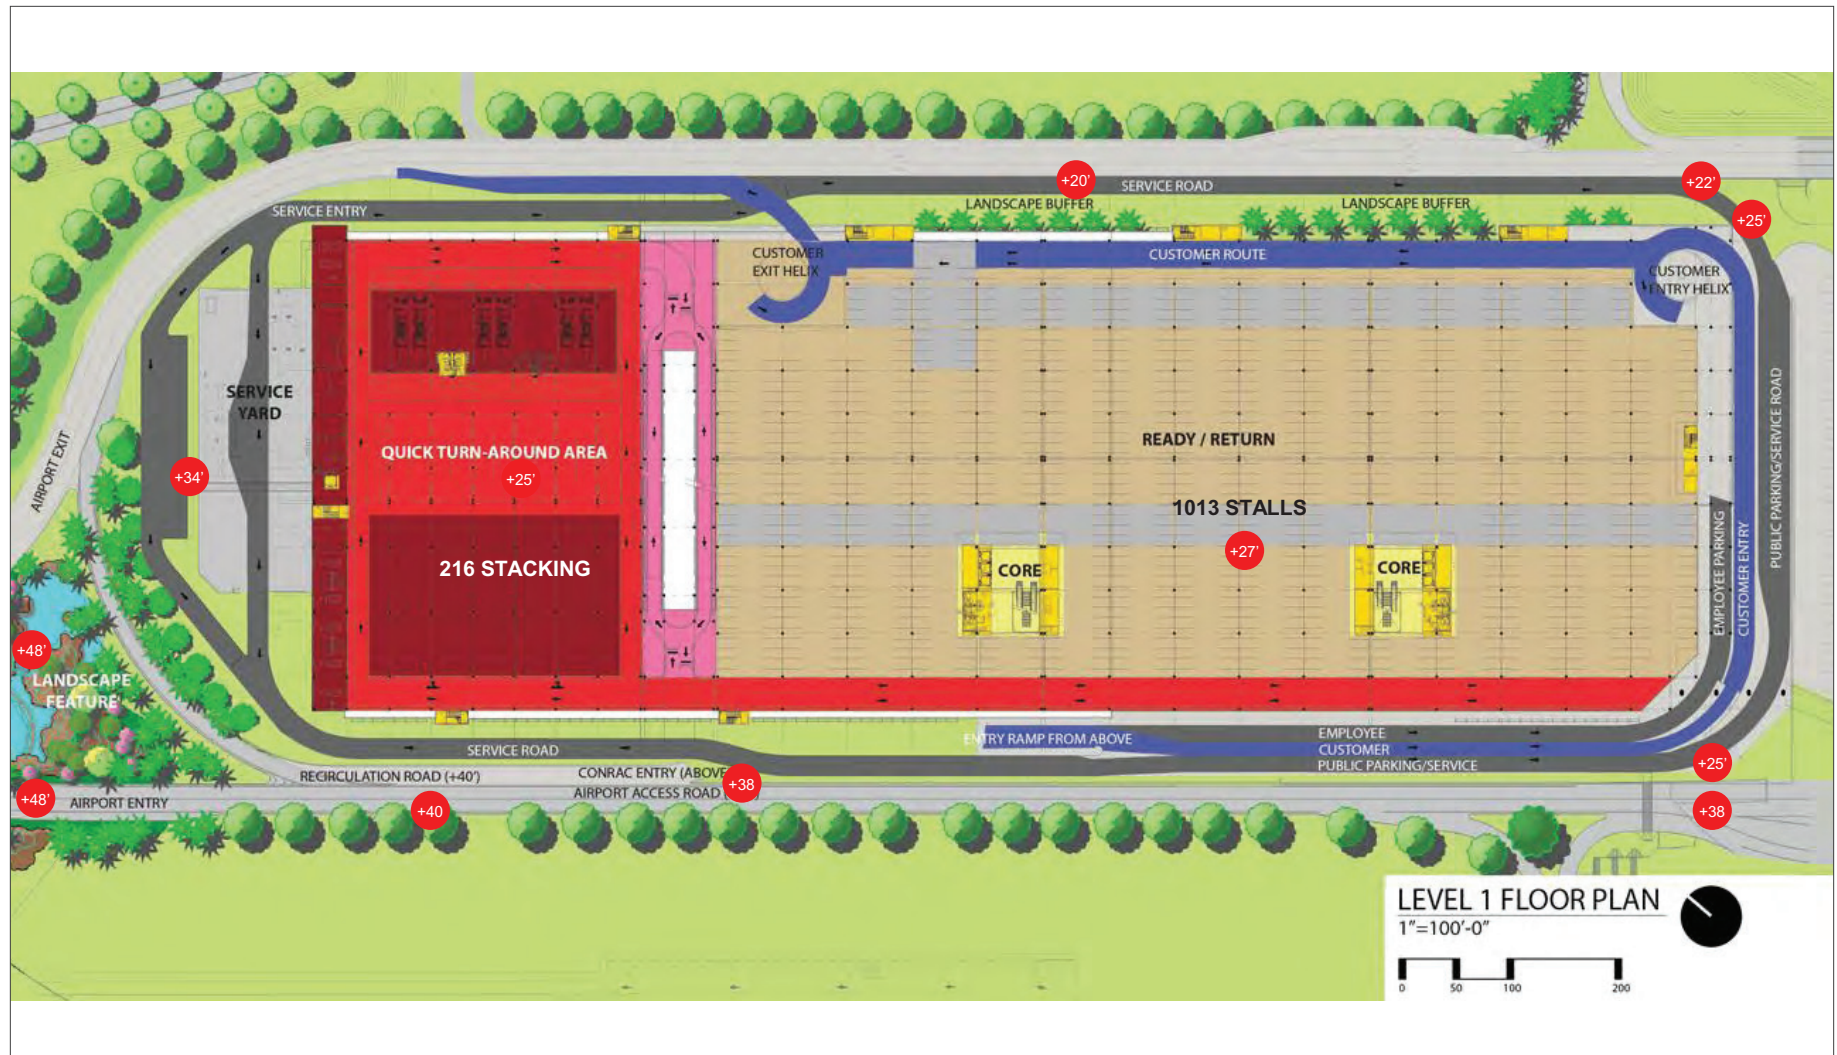 +20'
SERVICE ROAD
+22'
LANDSCAPE BUFFER
LANDSCAPE BUFFER
SERVICE ENTRY
+25'
CUSTOMER
EXIT HELIX
CUSTOMER ROUTE
CUSTOMER
ENTRY HELIX
SERVICE
YARD
AIRPORT EXIT
+34'
QUICK TURN-AROUND AREA
+25'
READY / RETURN
1013 STALLS
+27'
216 STACKING
CORE
CORE
EMPLOYEE PARKING
CUSTOMER ENTRY
PUBLIC PARKING/SERVICE ROAD
+48'
LANDSCAPE
FEATURE
ENTRY RAMP FROM ABOVE
EMPLOYEE
CUSTOMER
PUBLIC PARKING/SERVICE
SERVICE ROAD
+25'
RECIRCULATION ROAD (+40')
CONRAC ENTRY (ABOVE
AIRPORT ACCESS ROAD
+38
+48'
AIRPORT ENTRY
+40
+38
LEVEL 1 FLOOR PLAN
1"=100'-0"
0 50 100 200